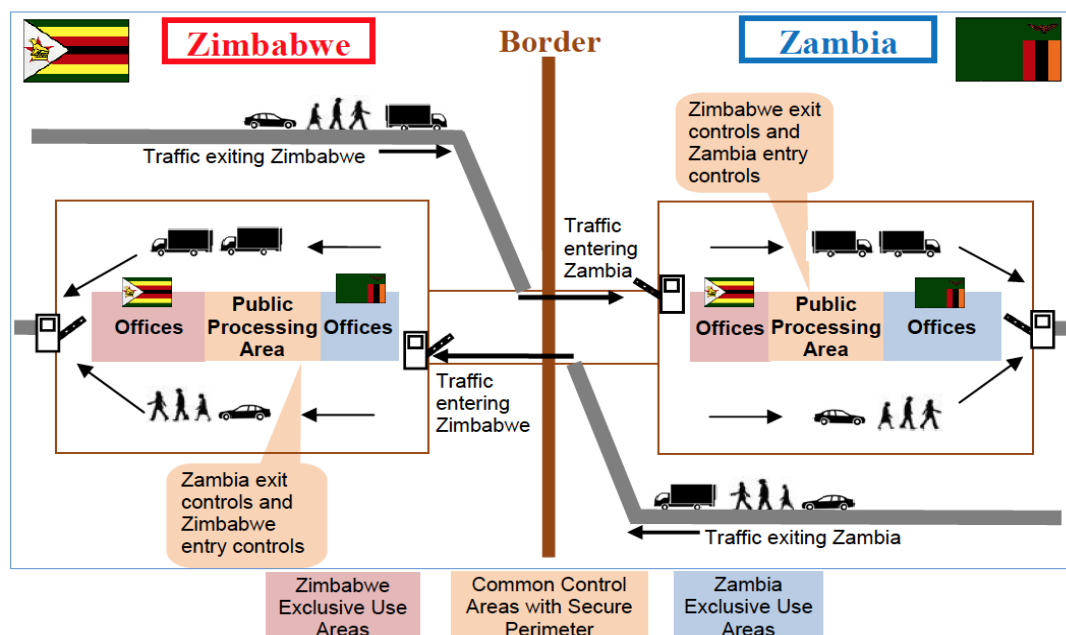 Zimbabwe
Border
Zambia
Traffic exiting Zimbabwe
Zimbabwe exit
controls and
Zambia entry
controls
Traffic
entering
Zambia
Offices
Public
Processing
Area
Offices
Offices
Public
Processing
Area
Offices
Traffic
entering
Zimbabwe
Zambia exit
controls and
Zimbabwe
entry controls
Traffic exiting Zambia
Zimbabwe
Exclusive Use
Areas
Common Control
Areas with Secure
Perimeter
Zambia
Exclusive Use
Areas